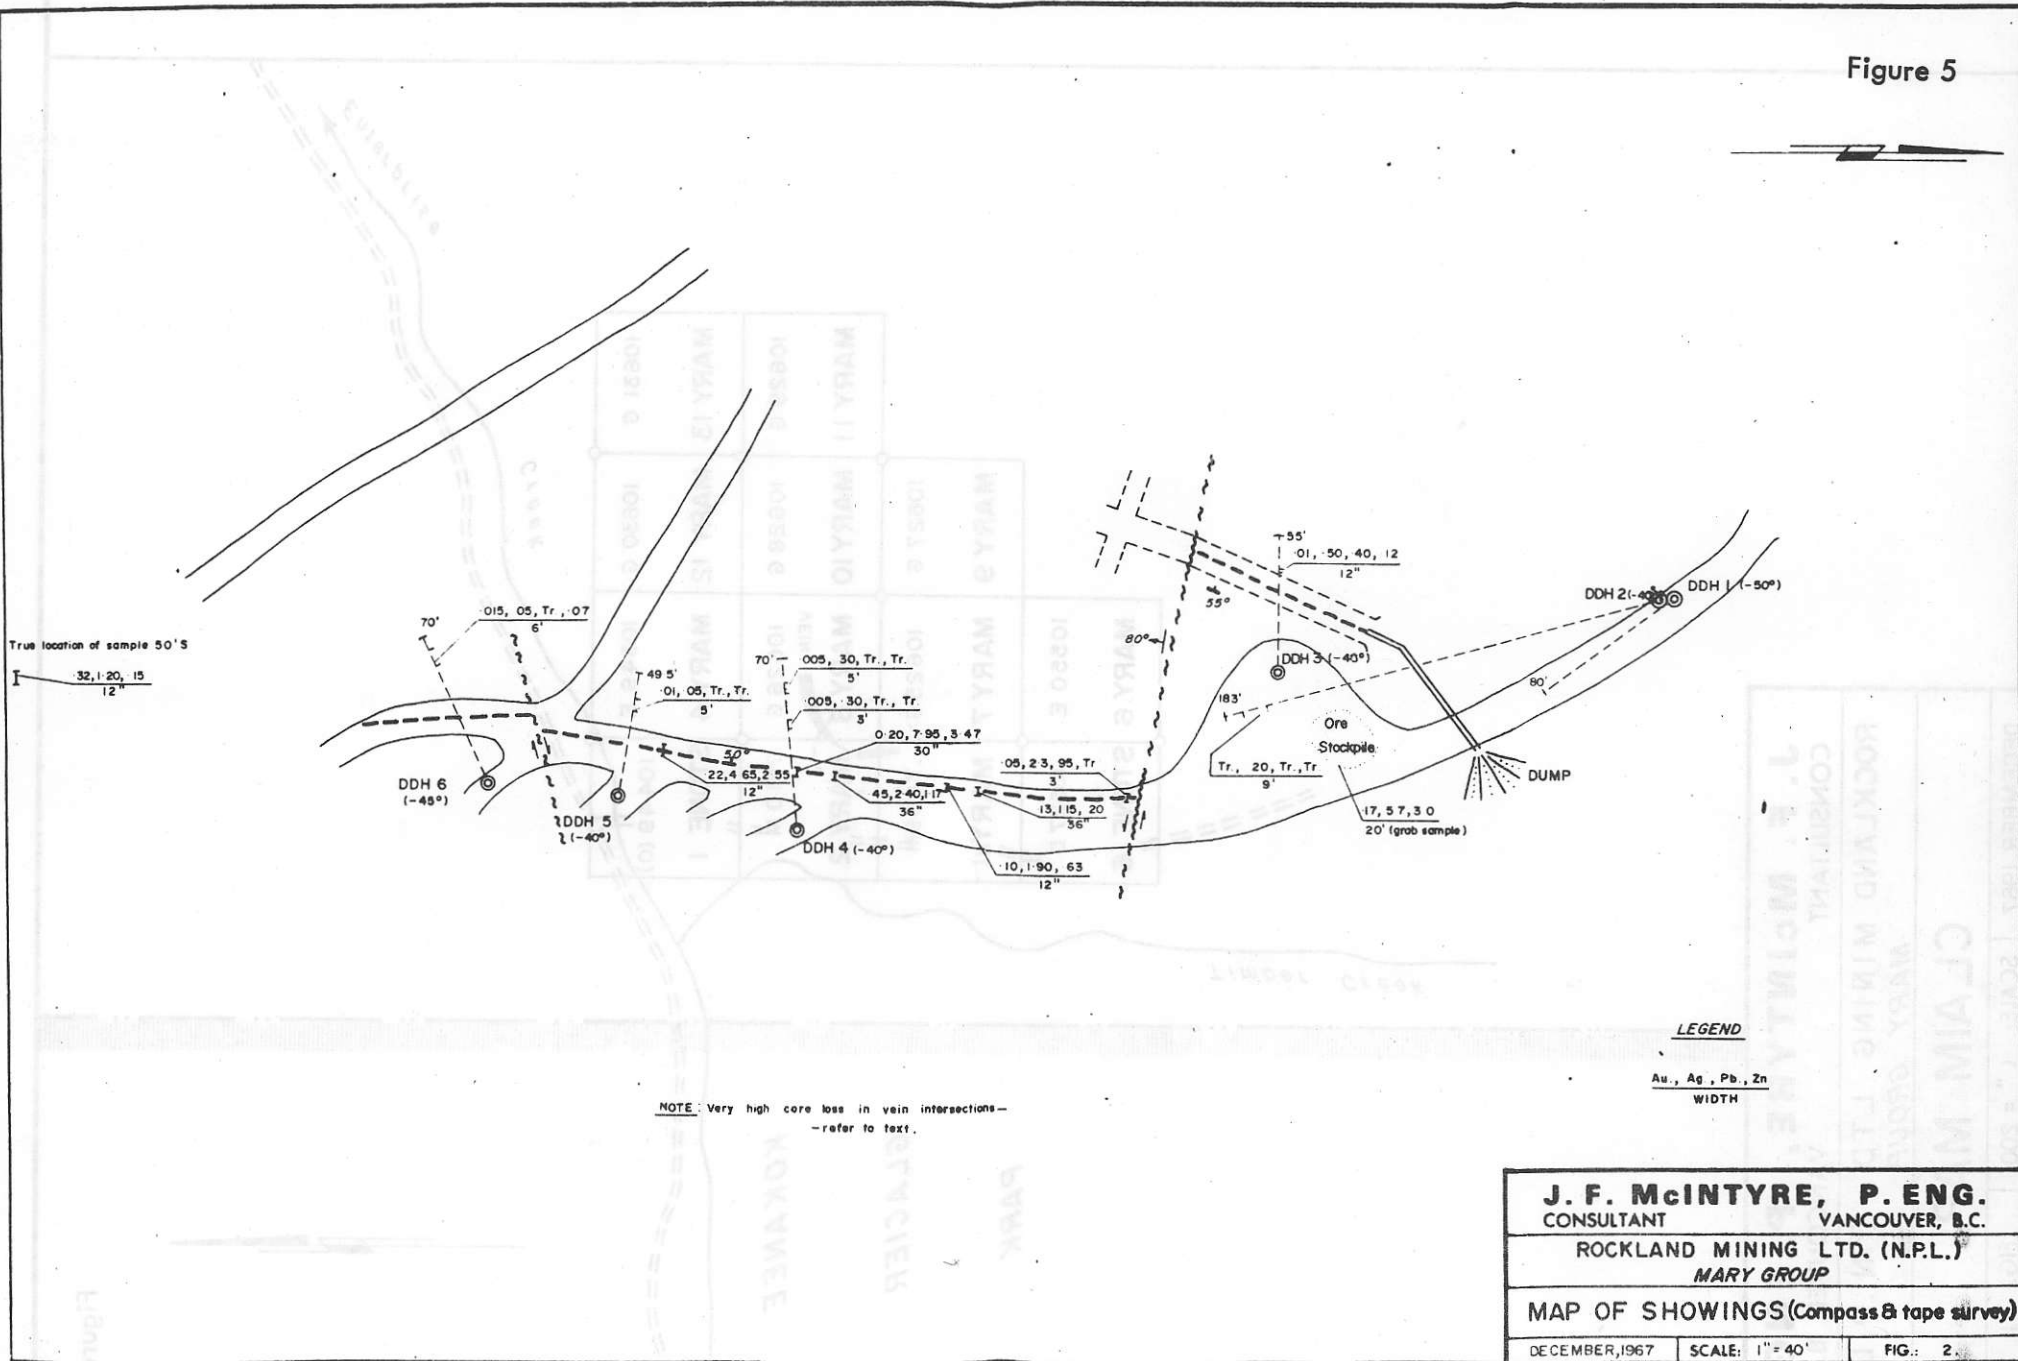 Figure 5
True location of sample 50'S
·32, 1·20, ·15
12"
70'
·015, ·05, Tr., ·07
6'
49·5'
·01, ·05, Tr., Tr.
5'
70'
·005, ·30, Tr., Tr.
5'
·005, ·30, Tr., Tr.
3'
0·20, 7·95, 3·47
30"
50°
·22, 4·65, 2·55
12"
·45, 2·40, 1·17
36"
·05, 2·3, ·95, Tr
3'
·13, 1·15, ·20
36"
·10, 1·90, ·63
12"
DDH 6
(-45°)
DDH 5
(-40°)
DDH 4 (-40°)
80°
55°
55'
·01, ·50, ·40, ·12
12"
DDH 3 (-40°)
DDH 2 (-40°)
DDH 1 (-50°)
183'
80'
Tr., ·20, Tr., Tr
9'
Ore
Stockpile
DUMP
·17, 5·7, 3·0
20' (grab sample)
LEGEND
Au., Ag., Pb., Zn
WIDTH
NOTE: Very high core loss in vein intersections—
—refer to text.
J. F. McINTYRE, P. ENG.
CONSULTANT VANCOUVER, B.C.
ROCKLAND MINING LTD. (N.P.L.)
MARY GROUP
MAP OF SHOWINGS (Compass & tape survey)
DECEMBER, 1967 SCALE: 1" = 40' FIG.: 2.